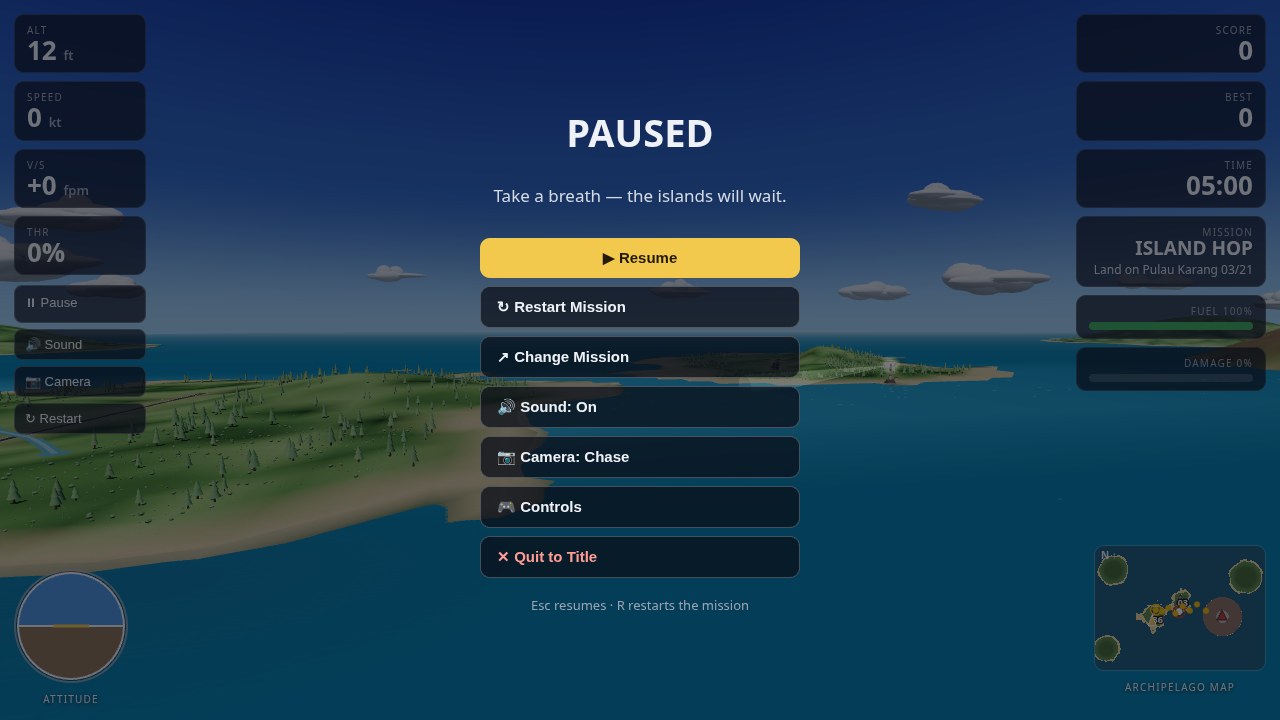 ALT
12 ft
SPEED
0 kt
V/S
+0 fpm
THR
0%
⏸ Pause
🔊 Sound
📷 Camera
↻ Restart
ATTITUDE
PAUSED
Take a breath — the islands will wait.
▶ Resume
↻ Restart Mission
↗ Change Mission
🔊 Sound: On
📷 Camera: Chase
🎮 Controls
✕ Quit to Title
Esc resumes · R restarts the mission
SCORE
0
BEST
0
TIME
05:00
MISSION
ISLAND HOP
Land on Pulau Karang 03/21
FUEL 100%
DAMAGE 0%
N
ARCHIPELAGO MAP